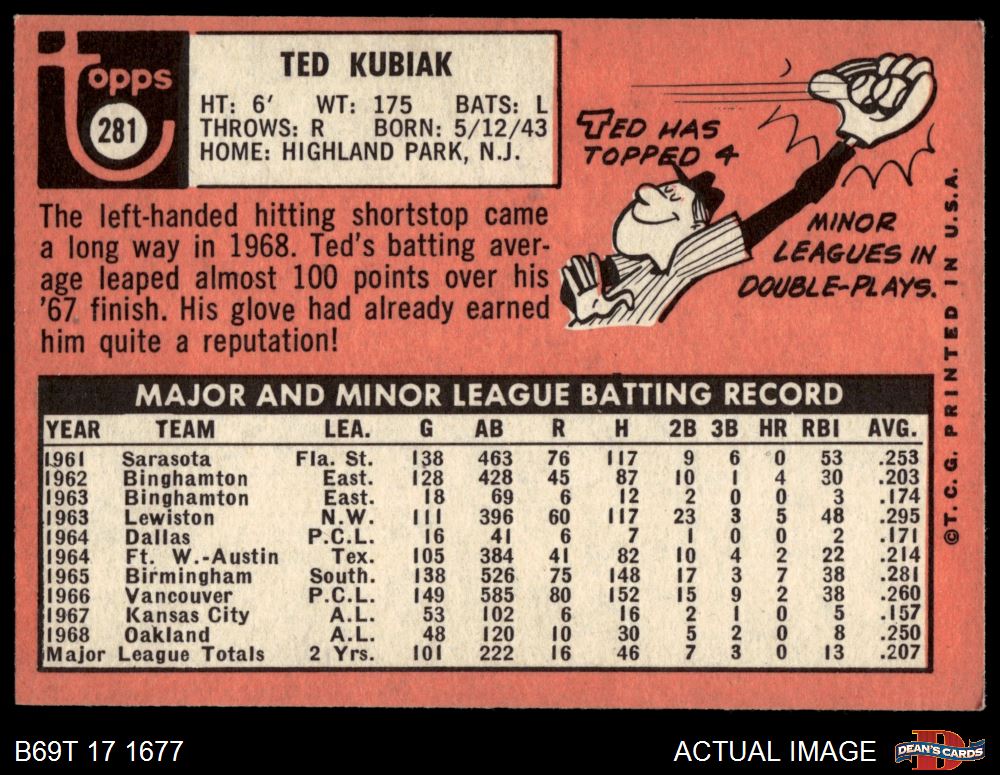 Topps
281
TED KUBIAK
HT: 6' WT: 175 BATS: L
THROWS: R BORN: 5/12/43
HOME: HIGHLAND PARK, N.J.
The left-handed hitting shortstop came
a long way in 1968. Ted's batting aver-
age leaped almost 100 points over his
'67 finish. His glove had already earned
him quite a reputation!
TED HAS
TOPPED 4
MINOR
LEAGUES IN
DOUBLE-PLAYS.
MAJOR AND MINOR LEAGUE BATTING RECORD
YEAR TEAM LEA. G AB R H 2B 3B HR RBI AVG.
1961 Sarasota Fla. St. 138 463 76 117 9 6 0 53 .253
1962 Binghamton East. 128 428 45 87 10 1 4 30 .203
1963 Binghamton East. 18 69 6 12 2 0 0 3 .174
1963 Lewiston N.W. 111 396 60 117 23 3 5 48 .295
1964 Dallas P.C.L. 16 41 6 7 1 0 0 2 .171
1964 Ft. W.-Austin Tex. 105 384 41 82 10 4 2 22 .214
1965 Birmingham South. 138 526 75 148 17 3 7 38 .281
1966 Vancouver P.C.L. 149 585 80 152 15 9 2 38 .260
1967 Kansas City A.L. 53 102 6 16 2 1 0 5 .157
1968 Oakland A.L. 48 120 10 30 5 2 0 8 .250
Major League Totals 2 Yrs. 101 222 16 46 7 3 0 13 .207
©T.C.G. PRINTED IN U.S.A.
B69T 17 1677
ACTUAL IMAGE
D
DEAN'S CARDS